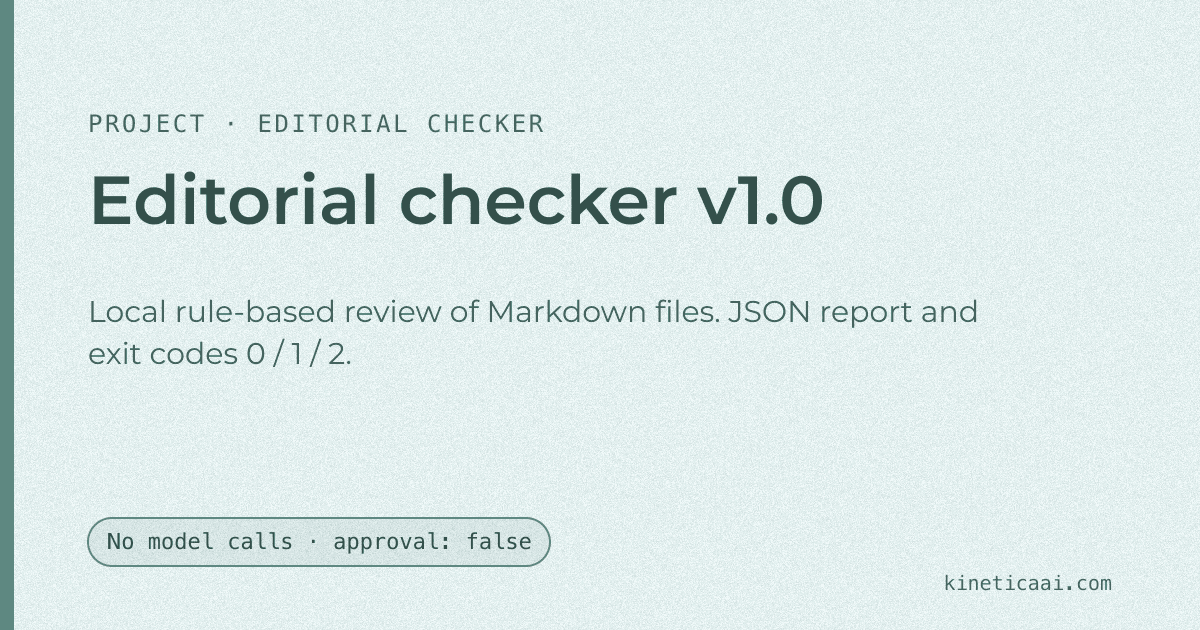 PROJECT · EDITORIAL CHECKER
Editorial checker v1.0
Local rule-based review of Markdown files. JSON report and
exit codes 0 / 1 / 2.
No model calls · approval: false
kineticaai.com